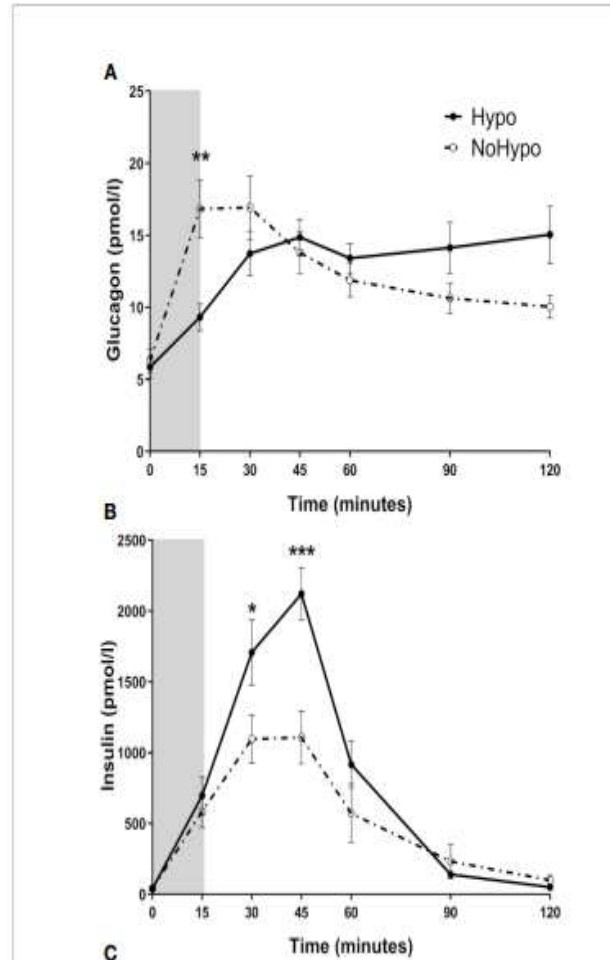 A
25
20
15
10
5
0
Glucagon (pmol/l)
**
Hypo
NoHypo
0 15 30 45 60 90 120
Time (minutes)
B
2500
2000
1500
1000
500
0
Insulin (pmol/l)
*
***
0 15 30 45 60 90 120
Time (minutes)
C